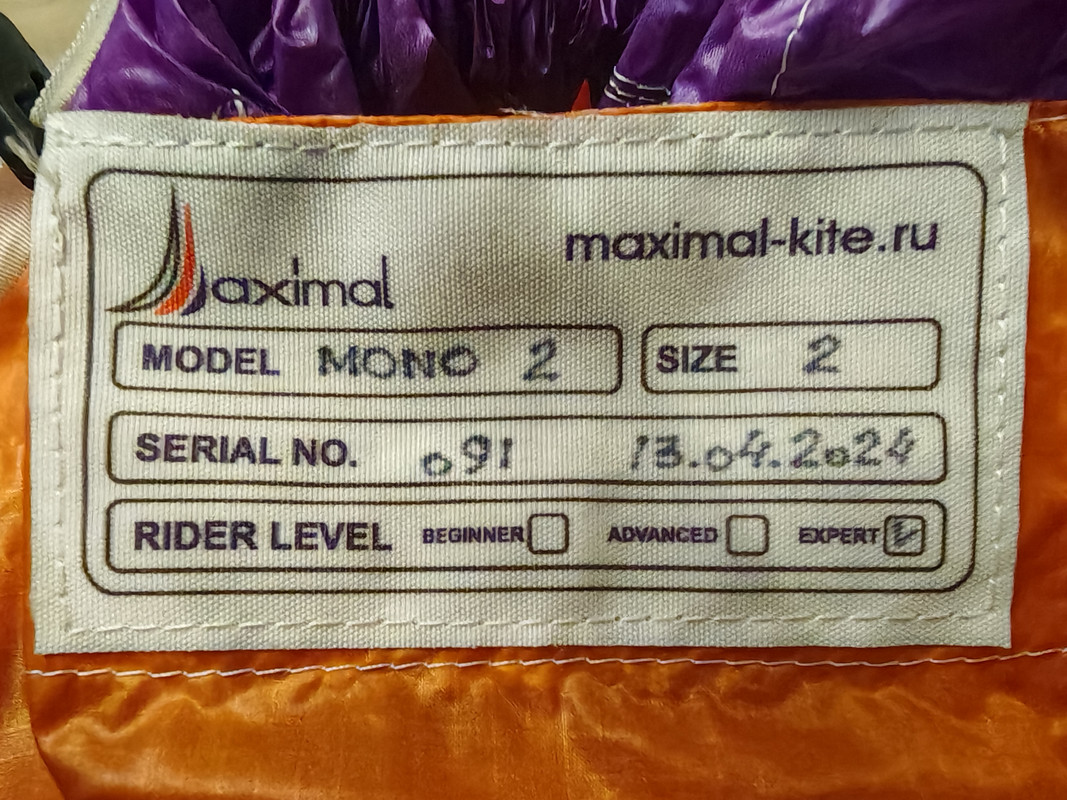 maximal-kite.ru
Maximal
MODEL MONO 2 SIZE 2
SERIAL NO. 091 13.04.2024
RIDER LEVEL BEGINNER ADVANCED EXPERT